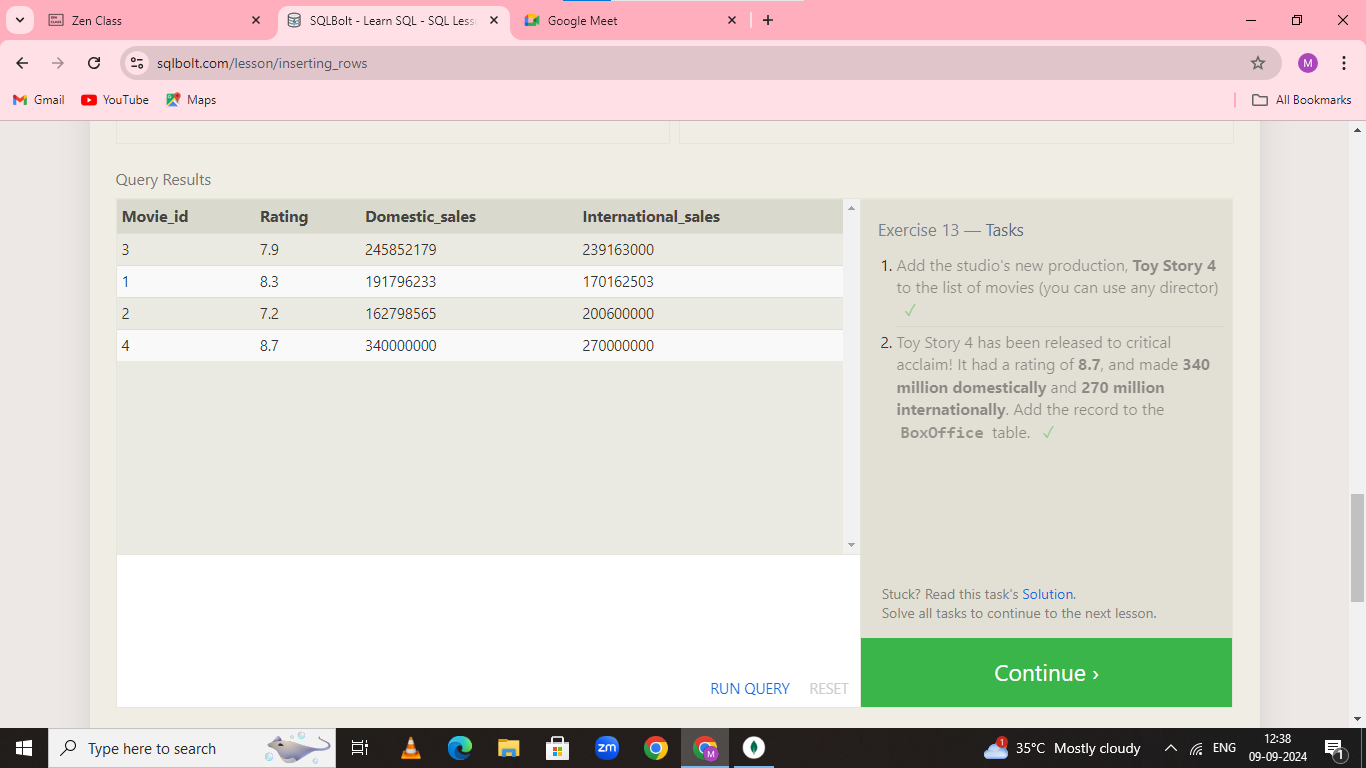 Zen Class
SQLBolt - Learn SQL - SQL Less
Google Meet
sqlbolt.com/lesson/inserting_rows
M
Gmail
YouTube
Maps
All Bookmarks
Query Results
Movie_id Rating Domestic_sales International_sales
3 7.9 245852179 239163000
1 8.3 191796233 170162503
2 7.2 162798565 200600000
4 8.7 340000000 270000000
Exercise 13 — Tasks
1. Add the studio's new production, Toy Story 4
to the list of movies (you can use any director)
✓
2. Toy Story 4 has been released to critical
acclaim! It had a rating of 8.7, and made 340
million domestically and 270 million
internationally. Add the record to the
BoxOffice table. ✓
Stuck? Read this task's Solution.
Solve all tasks to continue to the next lesson.
RUN QUERY RESET
Continue ›
Type here to search
zm
M
1
35°C Mostly cloudy
ENG
12:38
09-09-2024
1